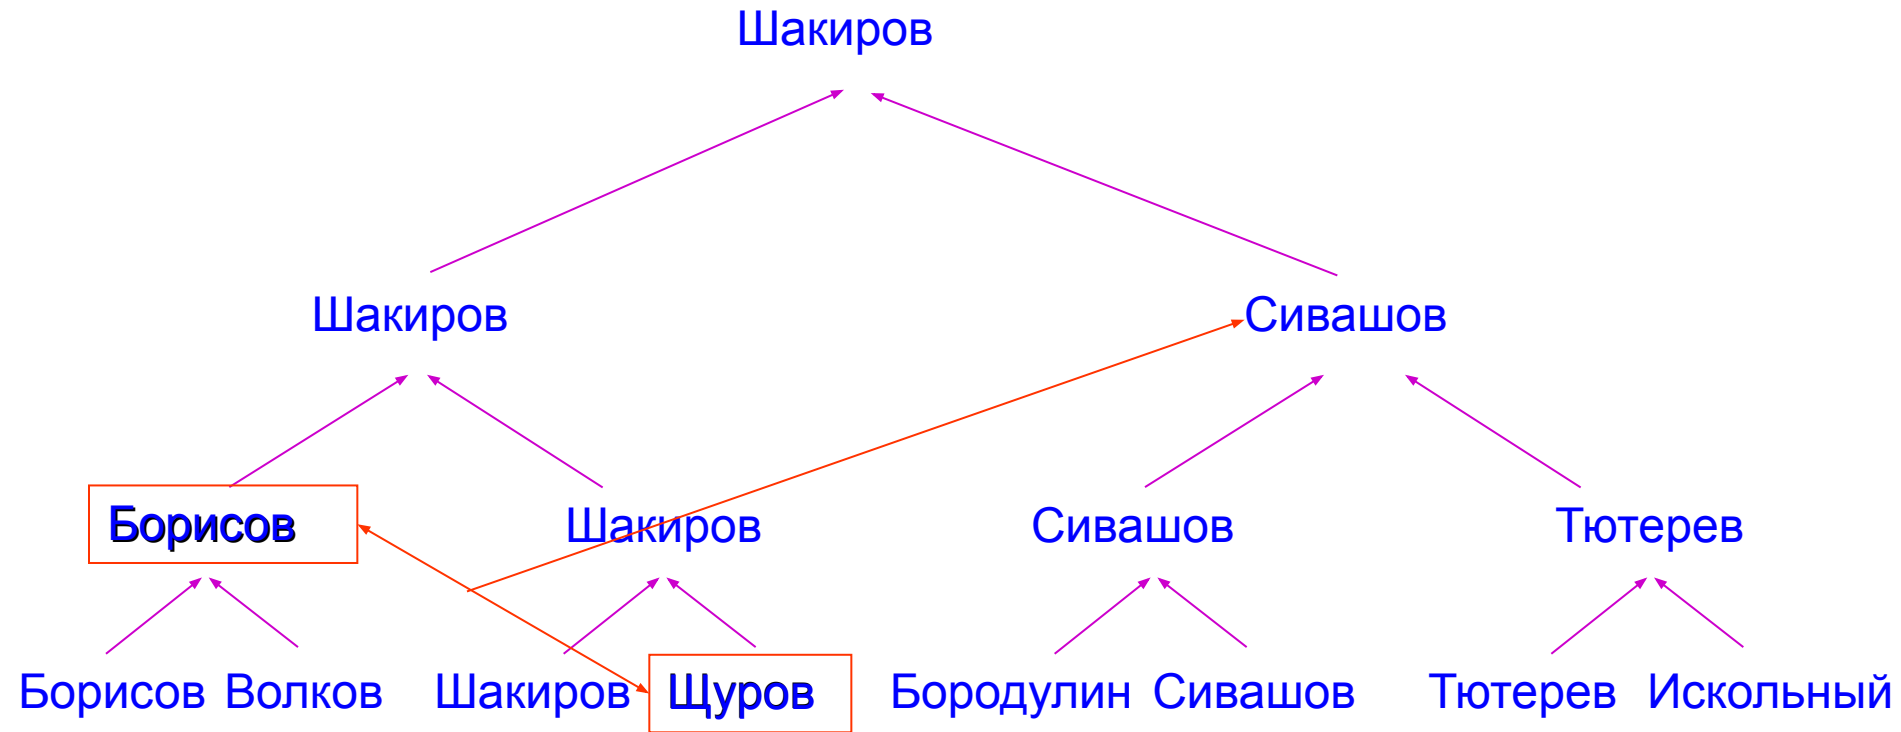 Шакиров
Шакиров Сивашов
Борисов Шакиров Сивашов Тютерев
Борисов Волков Шакиров Щуров Бородулин Сивашов Тютерев Искольный